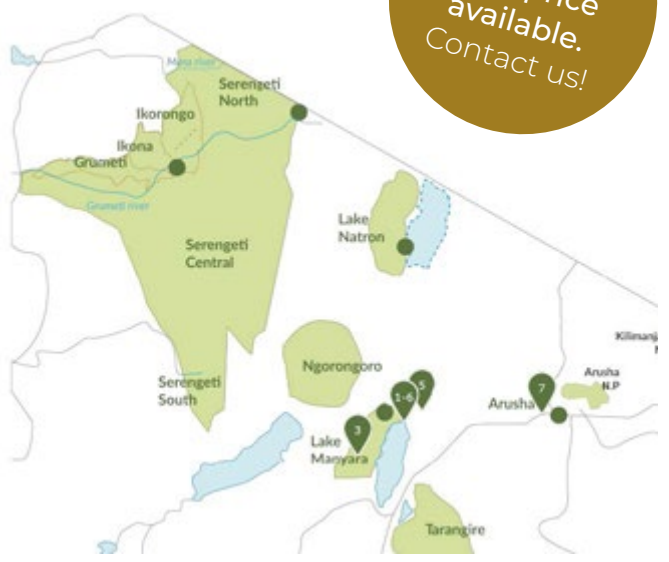 available.
Contact us!
Mara river
Serengeti
North
Ikorongo
Ikona
Grumeti
Grumeti river
Lake
Natron
Serengeti
Central
Ngorongoro
Serengeti
South
Lake
Manyara
3
1-6
5
7
Arusha
Arusha
N.P
Tarangire